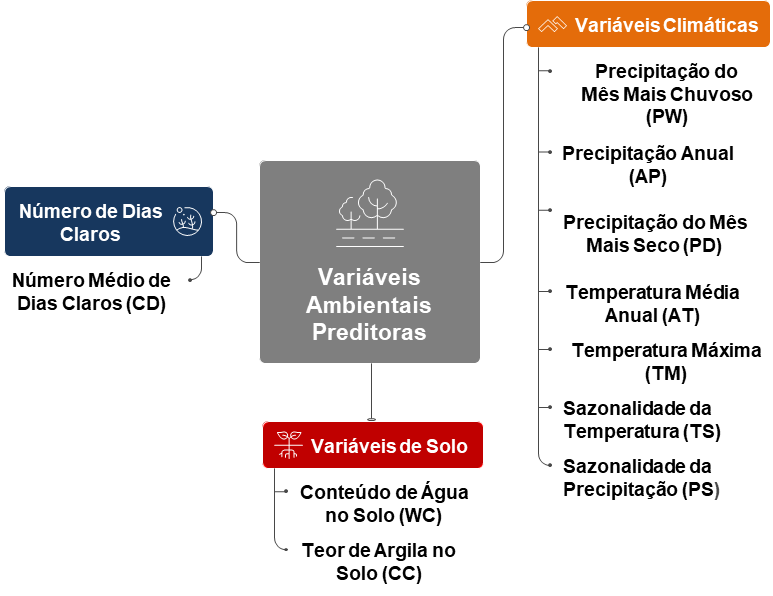 Variáveis Climáticas
Precipitação do
Mês Mais Chuvoso
(PW)
Precipitação Anual
(AP)
Precipitação do Mês
Mais Seco (PD)
Temperatura Média
Anual (AT)
Temperatura Máxima
(TM)
Sazonalidade da
Temperatura (TS)
Sazonalidade da
Precipitação (PS)
Número de Dias
Claros
Número Médio de
Dias Claros (CD)
Variáveis
Ambientais
Preditoras
Variáveis de Solo
Conteúdo de Água
no Solo (WC)
Teor de Argila no
Solo (CC)